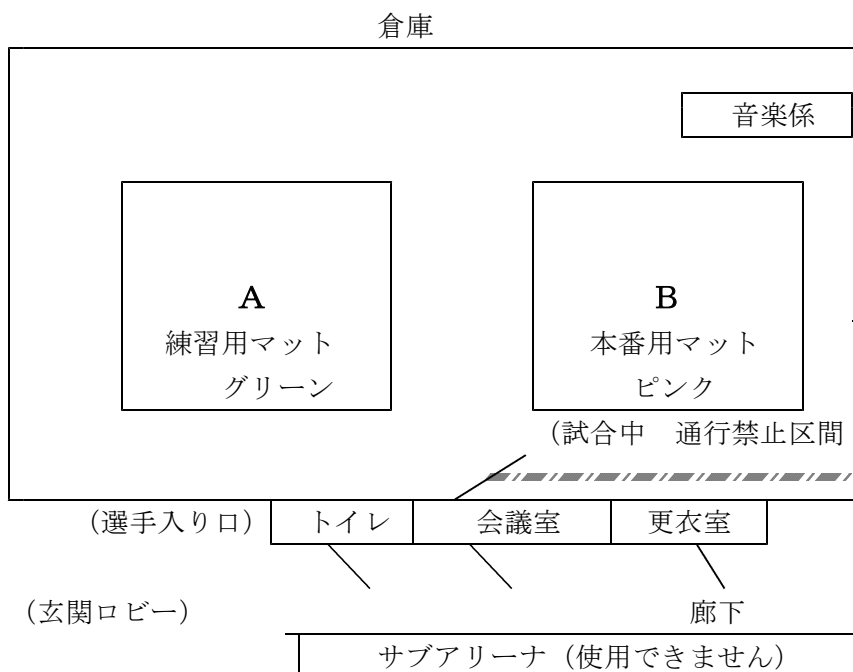 倉庫
音楽係
A
練習用マット
グリーン
B
本番用マット
ピンク
(試合中　通行禁止区間
(選手入り口)
トイレ
会議室
更衣室
(玄関ロビー)
廊下
サブアリーナ (使用できません)